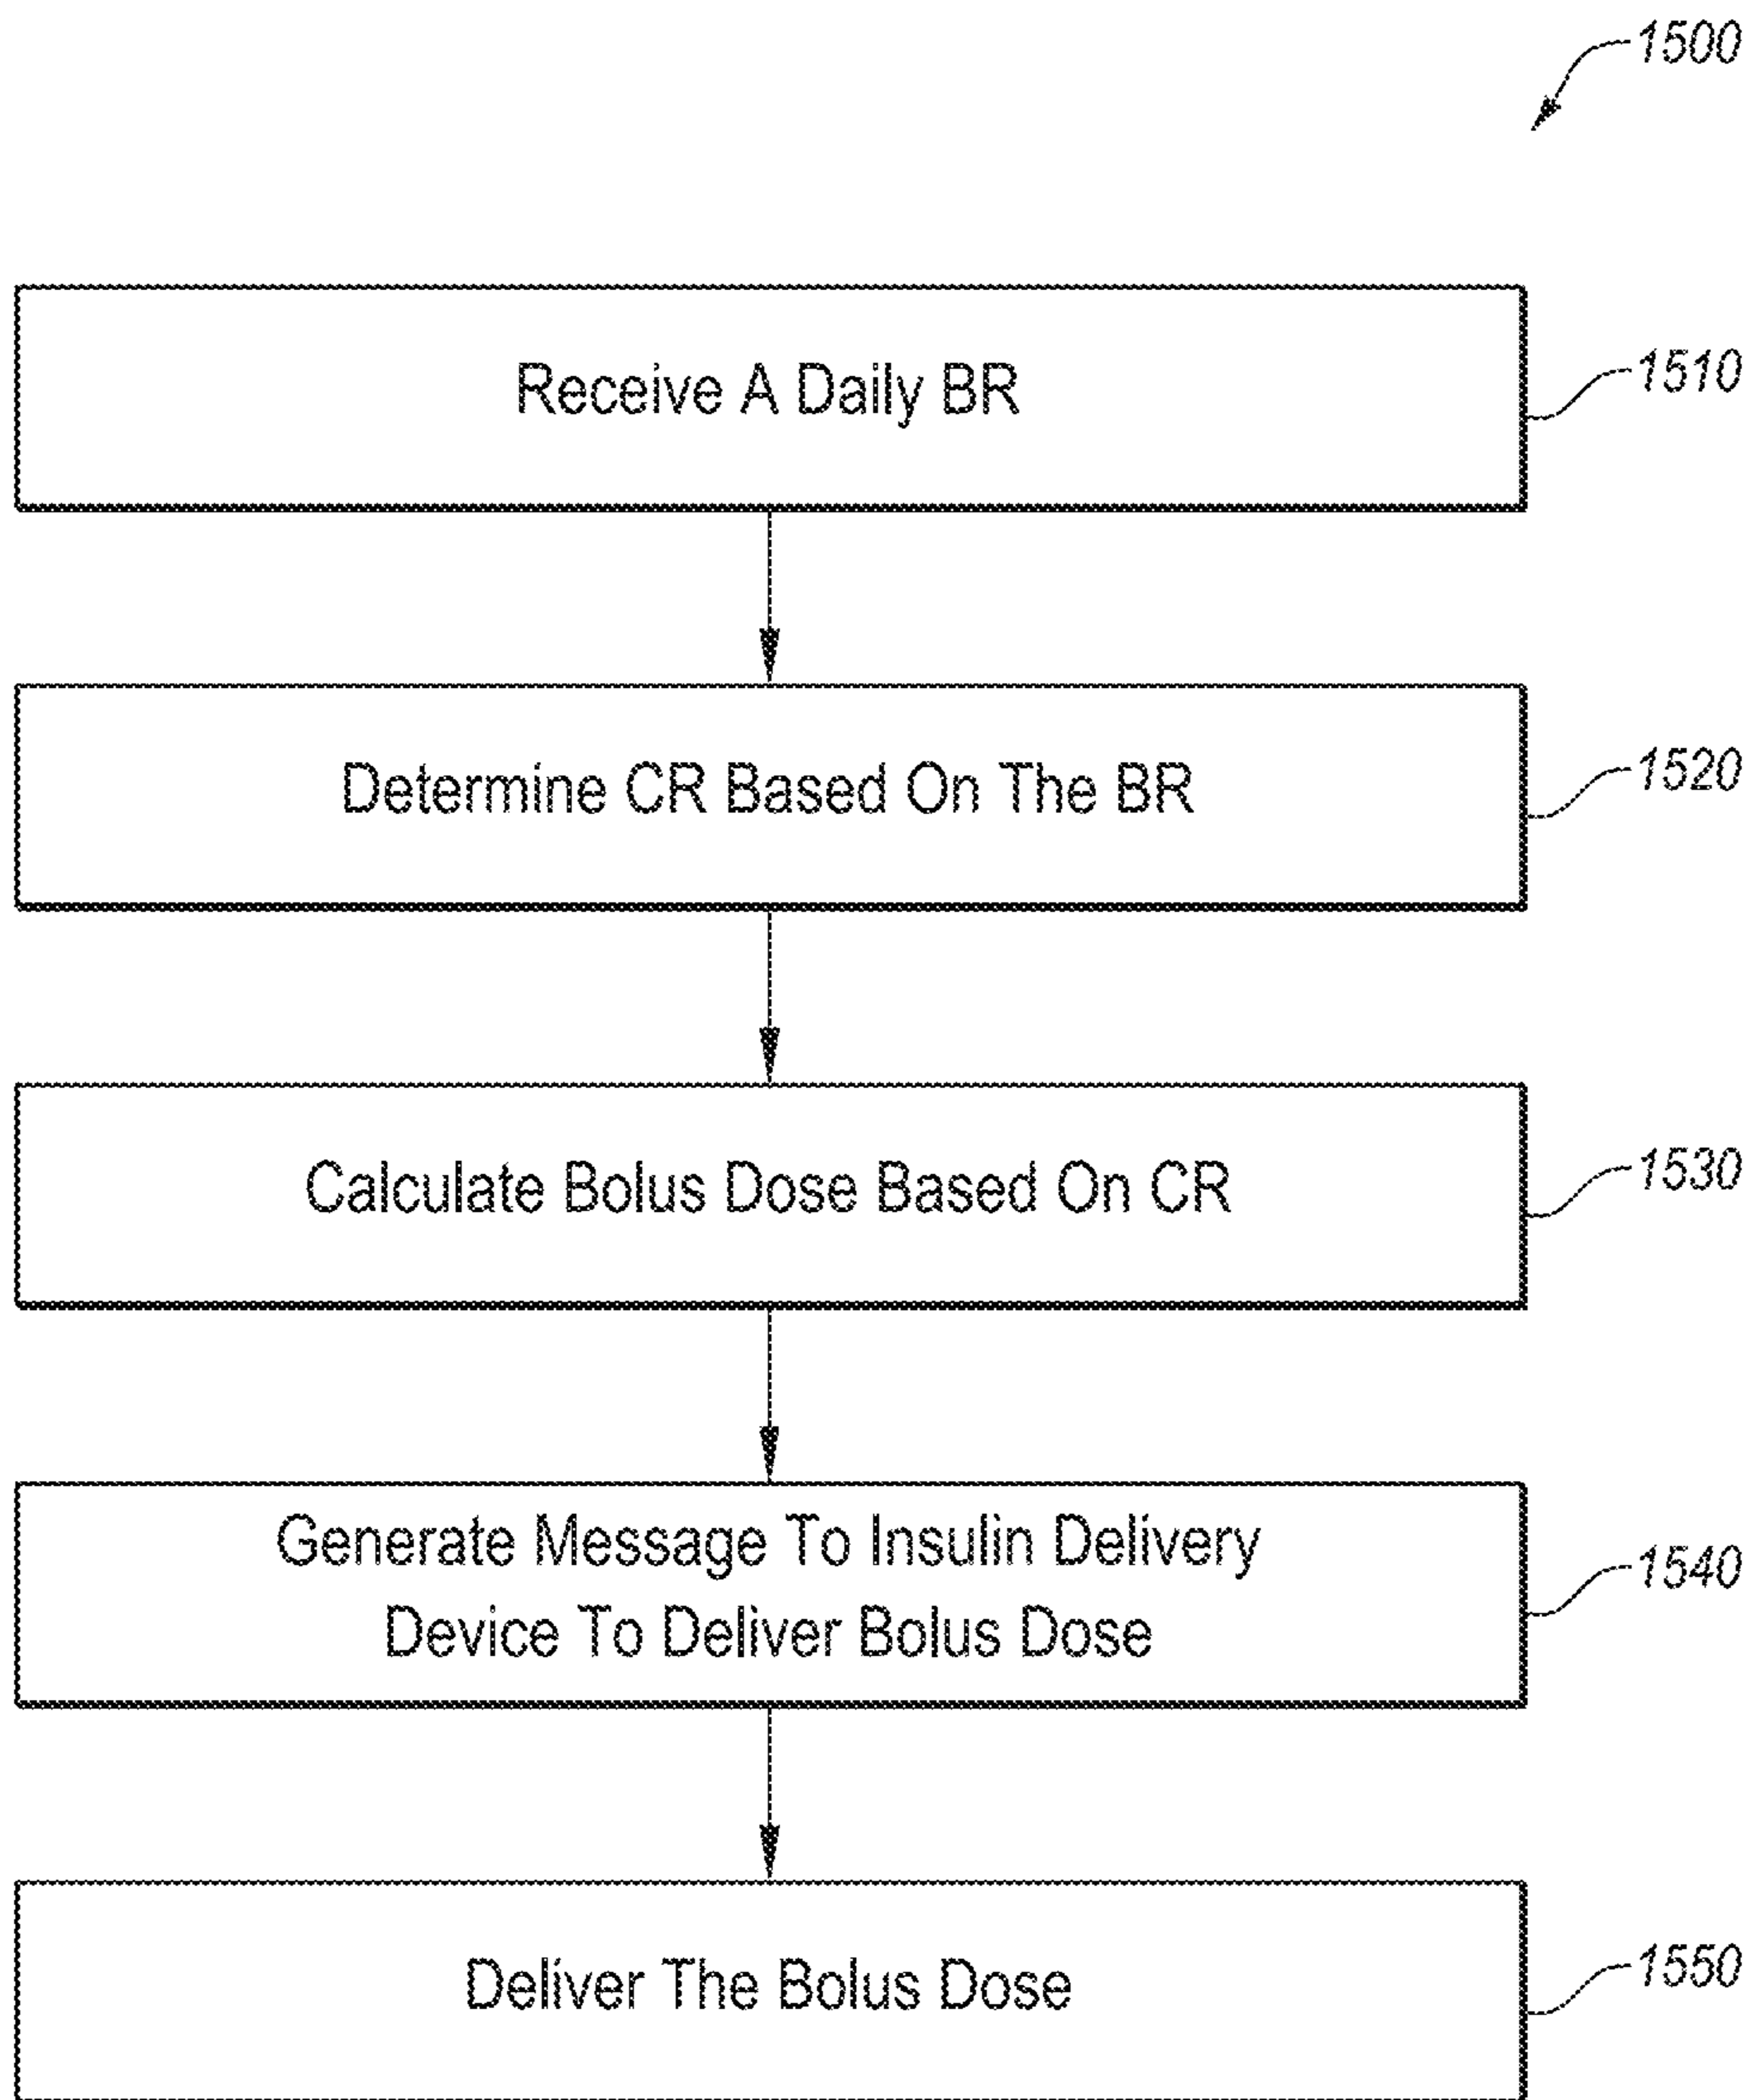 1500
Receive A Daily BR
1510
Determine CR Based On The BR
1520
Calculate Bolus Dose Based On CR
1530
Generate Message To Insulin Delivery
Device To Deliver Bolus Dose
1540
Deliver The Bolus Dose
1550